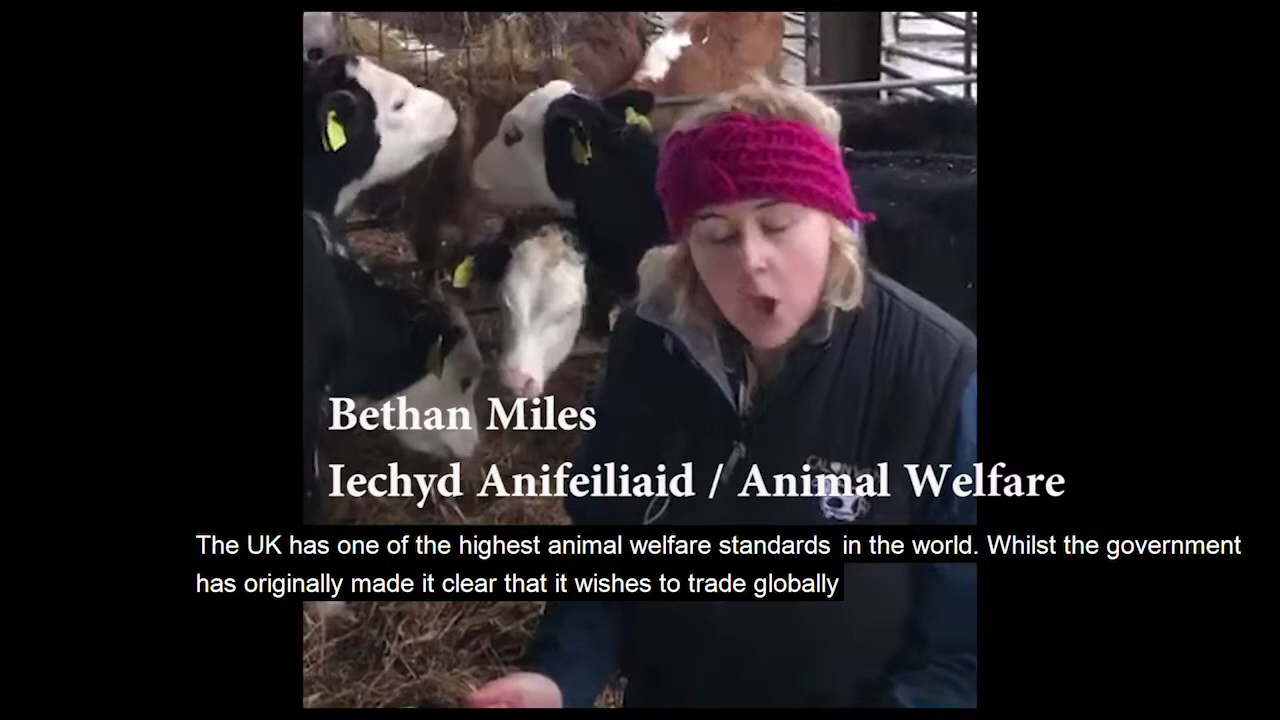 Bethan Miles
Iechyd Anifeiliaid / Animal Welfare
The UK has one of the highest animal welfare standards in the world. Whilst the government
has originally made it clear that it wishes to trade globally